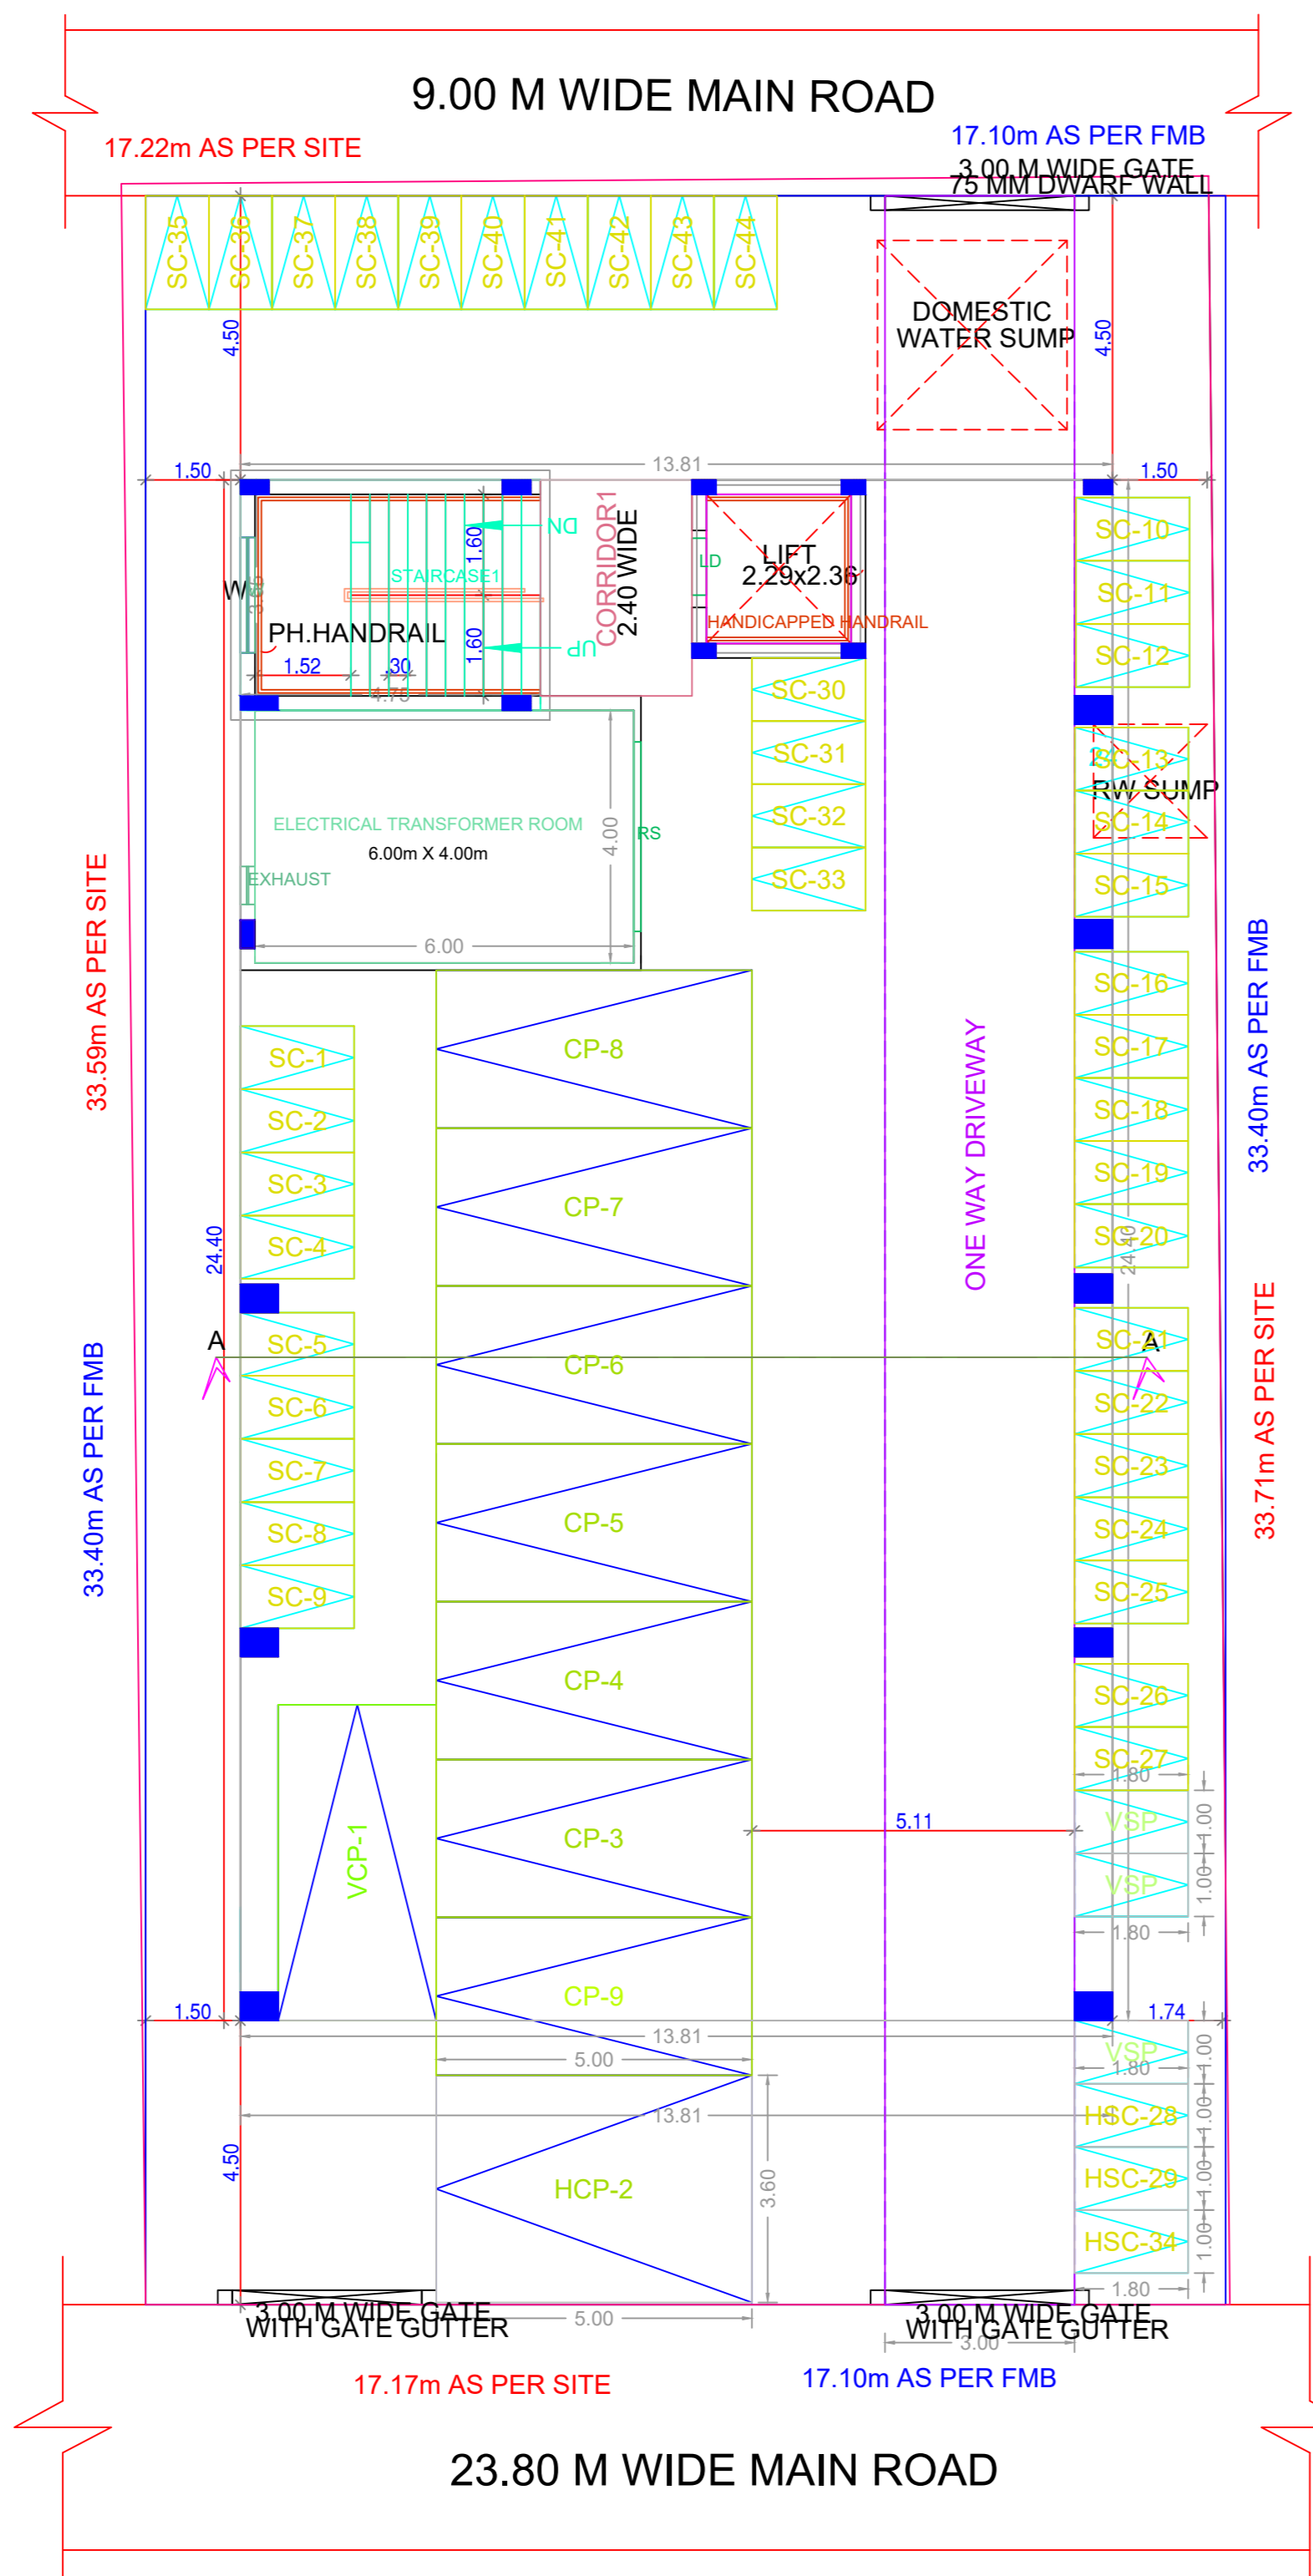 9.00 M WIDE MAIN ROAD
17.22m AS PER SITE
17.10m AS PER FMB
3.00 M WIDE GATE
75 MM DWARF WALL
SC-35
SC-36
SC-37
SC-38
SC-39
SC-40
SC-41
SC-42
SC-43
SC-44
4.50
DOMESTIC
WATER SUMP
4.50
1.50
13.81
1.50
DN
1.60
STAIRCASE1
W
3.60
PH.HANDRAIL
1.60
UP
1.52
.30
4.75
CORRIDOR1
2.40 WIDE
LD
LIFT
2.29x2.36
HANDICAPPED HANDRAIL
SC-10
SC-11
SC-12
SC-30
SC-31
SC-32
SC-33
SC-13
RW SUMP
SC-14
SC-15
ELECTRICAL TRANSFORMER ROOM
6.00m X 4.00m
4.00
RS
EXHAUST
6.00
33.59m AS PER SITE
33.40m AS PER FMB
SC-1
SC-2
SC-3
SC-4
24.40
CP-8
CP-7
ONE WAY DRIVEWAY
SC-16
SC-17
SC-18
SC-19
SC-20
24.40
A
SC-5
SC-6
SC-7
SC-8
SC-9
CP-6
CP-5
CP-4
SC-21
A
SC-22
SC-23
SC-24
SC-25
33.40m AS PER FMB
33.71m AS PER SITE
SC-26
SC-27
1.80
VCP-1
CP-3
5.11
VSP
1.00
VSP
1.00
1.80
CP-9
1.50
13.81
1.74
5.00
VSP
1.80
1.00
13.81
HSC-28
1.00
4.50
HCP-2
3.60
HSC-29
1.00
HSC-34
1.00
1.80
3.00 M WIDE GATE
WITH GATE GUTTER
5.00
3.00 M WIDE GATE
WITH GATE GUTTER
3.00
17.17m AS PER SITE
17.10m AS PER FMB
23.80 M WIDE MAIN ROAD